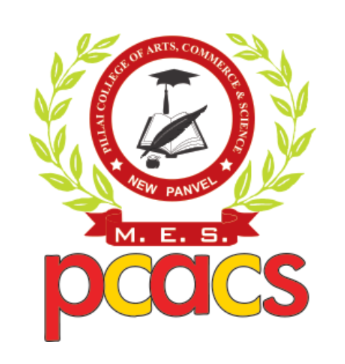 PILLAI COLLEGE OF ARTS, COMMERCE & SCIENCE
NEW PANVEL
M. E. S.
pcacs